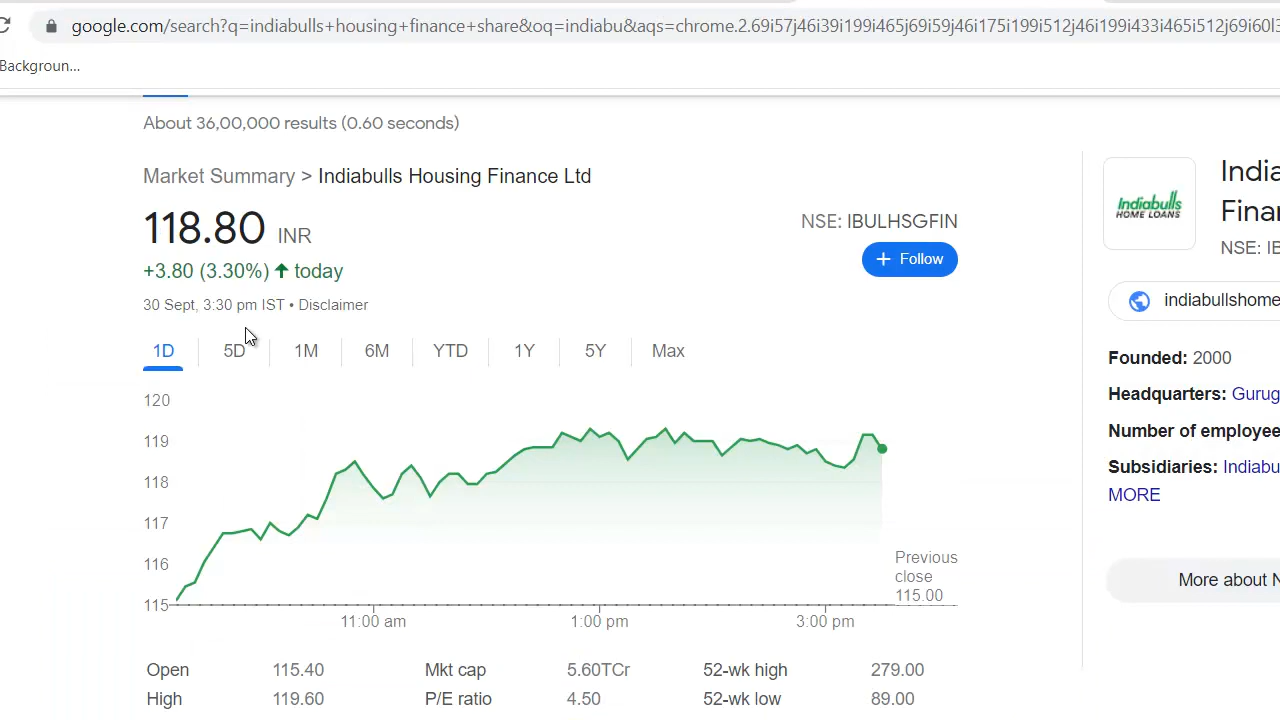 google.com/search?q=indiabulls+housing+finance+share&oq=indiabu&aqs=chrome.2.69i57j46i39i199i465j69i59j46i175i199i512j46i199i433i465i512j69i60l3
Backgroun...
About 36,00,000 results (0.60 seconds)
Market Summary > Indiabulls Housing Finance Ltd
118.80 INR
+3.80 (3.30%) ↑ today
30 Sept, 3:30 pm IST • Disclaimer
NSE: IBULHSGFIN
+ Follow
1D 5D 1M 6M YTD 1Y 5Y Max
120
119
118
117
116
115
Previous
close
115.00
11:00 am 1:00 pm 3:00 pm
Open 115.40 Mkt cap 5.60TCr 52-wk high 279.00
High 119.60 P/E ratio 4.50 52-wk low 89.00
Indiabulls
HOME LOANS
India
Finan
NSE: IB
indiabullshome
Founded: 2000
Headquarters: Gurug
Number of employee
Subsidiaries: Indiabu
MORE
More about N